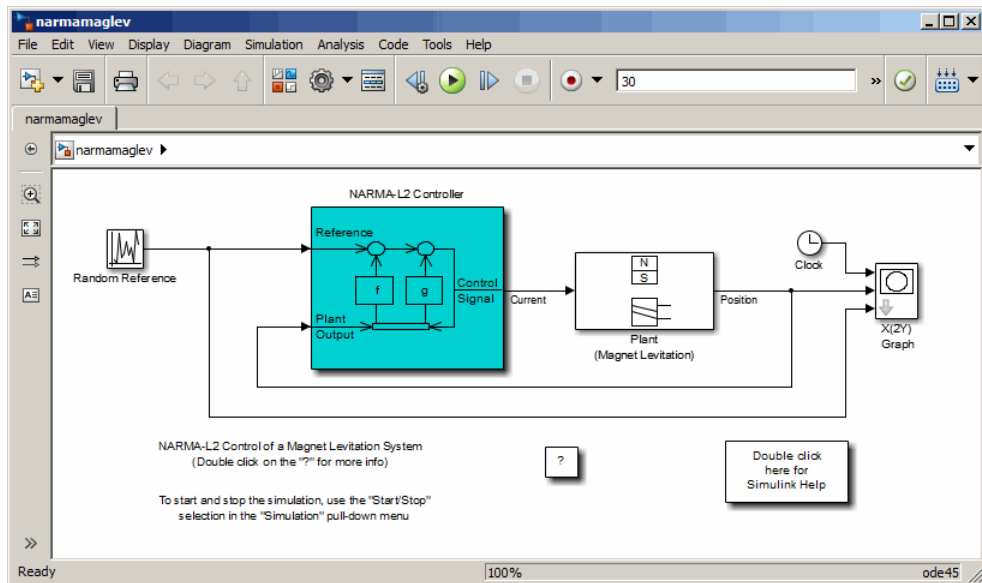 narmamaglev
File Edit View Display Diagram Simulation Analysis Code Tools Help
30
narmamaglev
narmamaglev
NARMA-L2 Controller
Random Reference
Reference
f
g
Control
Signal
Plant
Output
Current
N
S
Plant
(Magnet Levitation)
Position
Clock
X(2Y)
Graph
NARMA-L2 Control of a Magnet Levitation System
(Double click on the "?" for more info)
To start and stop the simulation, use the "Start/Stop"
selection in the "Simulation" pull-down menu
?
Double click
here for
Simulink Help
Ready
100%
ode45